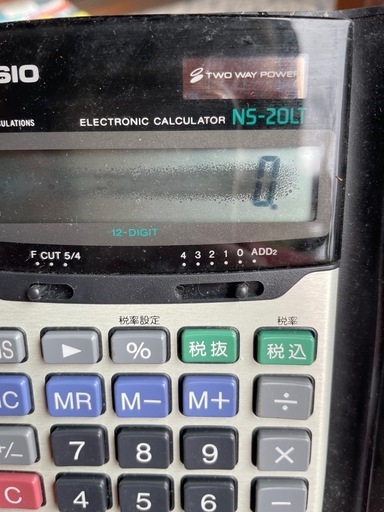 SIO
TWO WAY POWER
ULATIONS
ELECTRONIC CALCULATOR NS-20LT
0.
12-DIGIT
F CUT 5/4
4 3 2 1 0 ADD2
税率設定 税率
▶ % 税抜 税込
MR M− M+ ÷
+/− 7 8 9 ×
C 4 5 6 −